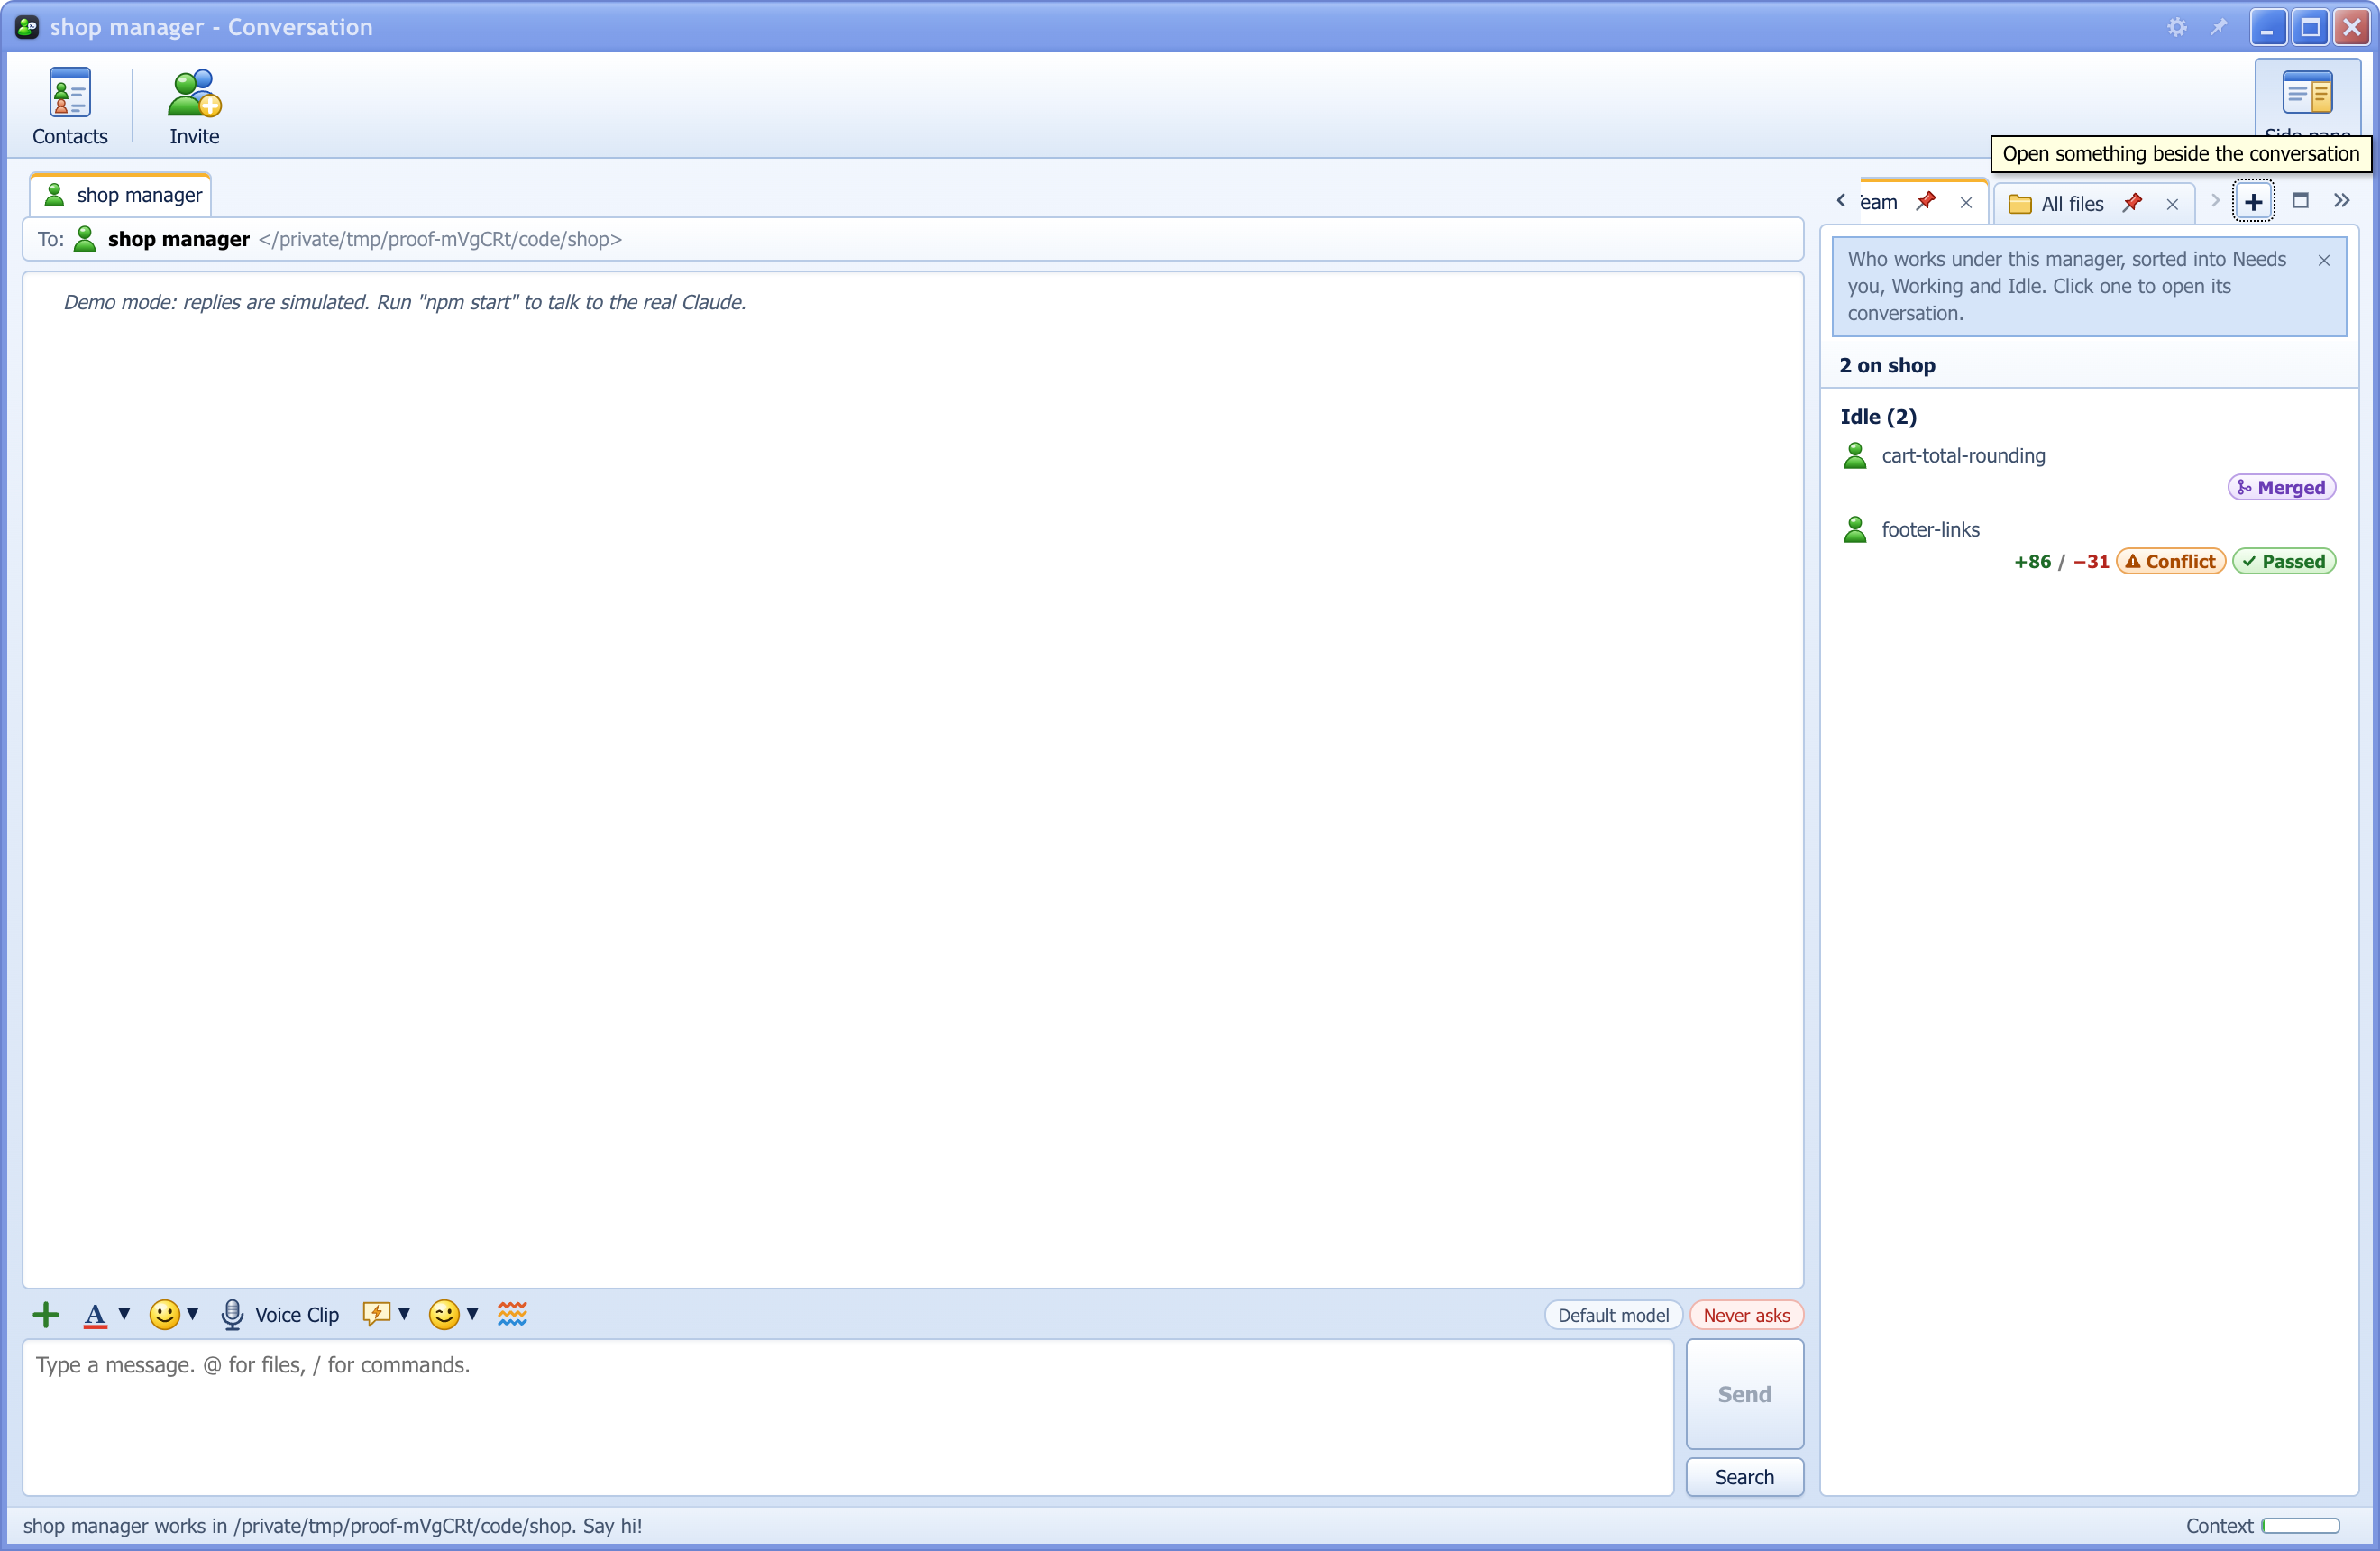 shop manager - Conversation
Contacts
Invite
Open something beside the conversation
shop manager
All files
To: shop manager </private/tmp/proof-mVgCRt/code/shop>
Demo mode: replies are simulated. Run "npm start" to talk to the real Claude.
Who works under this manager, sorted into Needs
you, Working and Idle. Click one to open its
conversation.
2 on shop
Idle (2)
cart-total-rounding
Merged
footer-links
+86 / −31 Conflict Passed
A Voice Clip
Default model Never asks
Type a message. @ for files, / for commands.
Send
Search
shop manager works in /private/tmp/proof-mVgCRt/code/shop. Say hi!
Context